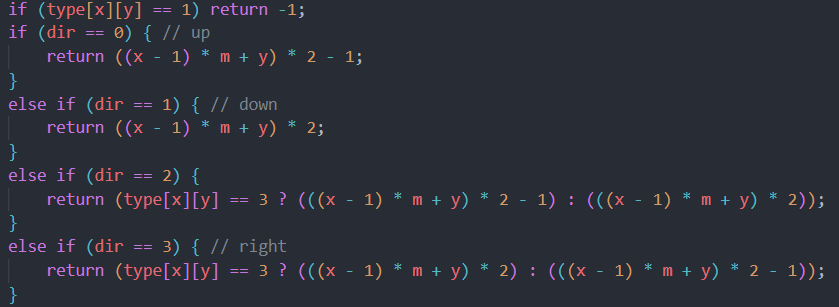 if (type[x][y] == 1) return -1;
if (dir == 0) { // up
    return ((x - 1) * m + y) * 2 - 1;
}
else if (dir == 1) { // down
    return ((x - 1) * m + y) * 2;
}
else if (dir == 2) {
    return (type[x][y] == 3 ? (((x - 1) * m + y) * 2 - 1) : (((x - 1) * m + y) * 2));
}
else if (dir == 3) { // right
    return (type[x][y] == 3 ? (((x - 1) * m + y) * 2) : (((x - 1) * m + y) * 2 - 1));
}